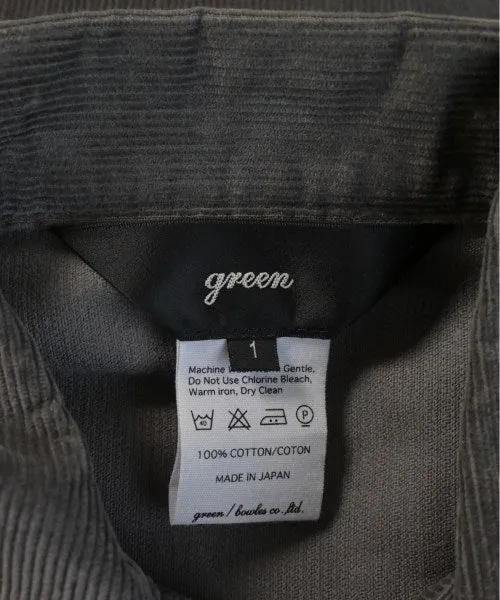 green
1
Machine Gentle,
Do Not Use Chlorine Bleach,
Warm iron, Dry Clean
40 P
100% COTTON/COTON
MADE IN JAPAN
green / bowles co.,ltd.